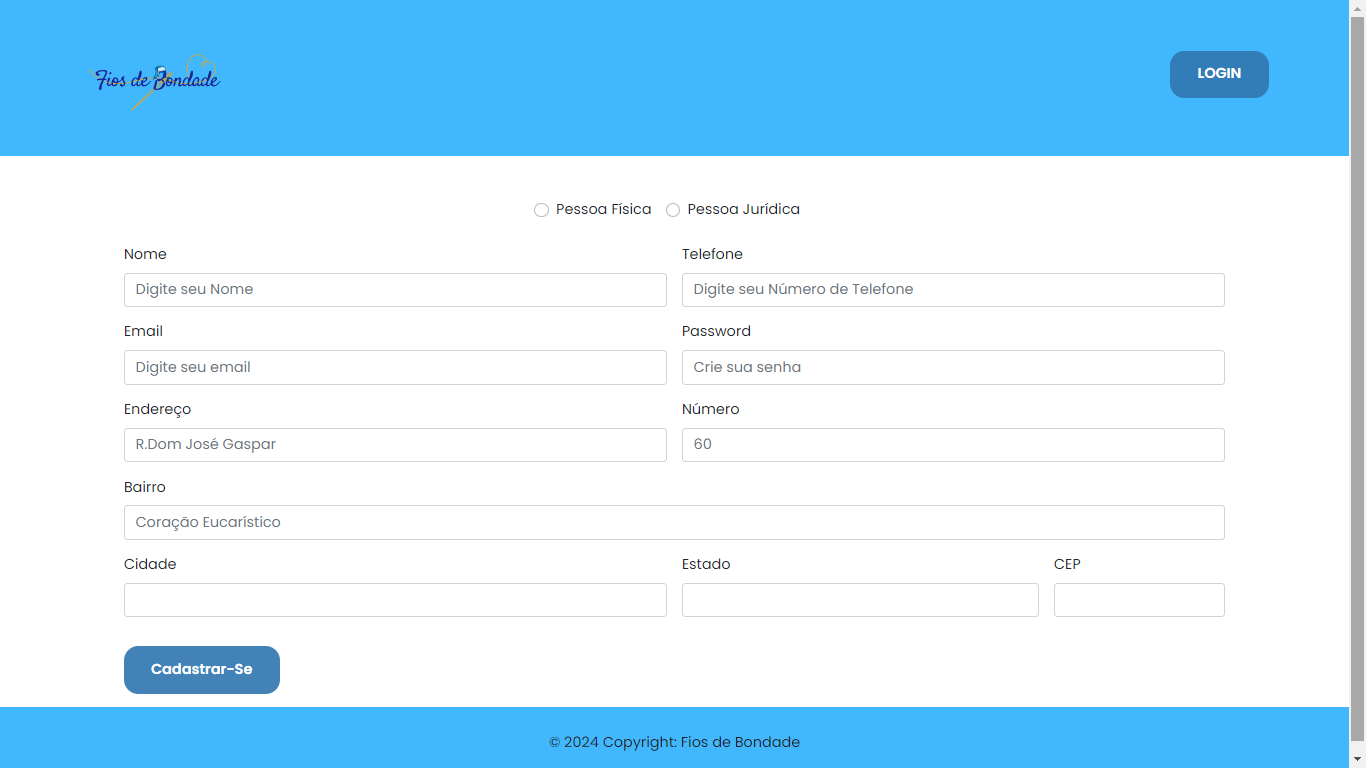 Fios de Bondade
LOGIN
Pessoa Física Pessoa Jurídica
Nome Telefone
Digite seu Nome Digite seu Número de Telefone
Email Password
Digite seu email Crie sua senha
Endereço Número
R.Dom José Gaspar 60
Bairro
Coração Eucarístico
Cidade Estado CEP
Cadastrar-Se
© 2024 Copyright: Fios de Bondade